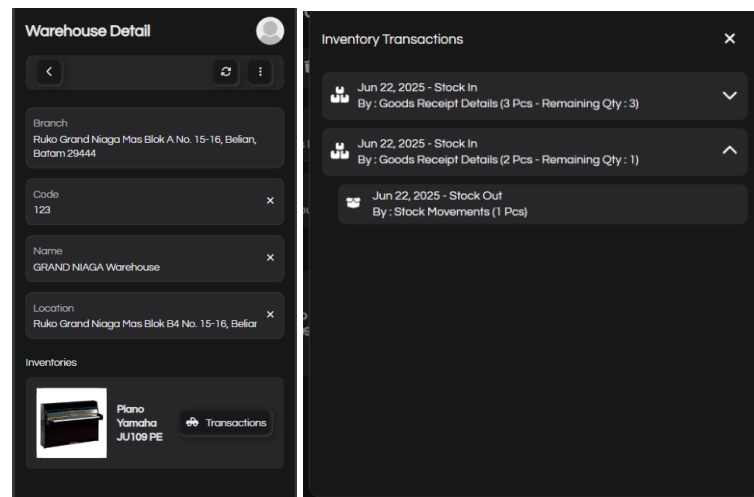 Warehouse Detail
Branch
Ruko Grand Niaga Mas Blok A No. 15-16, Belian,
Batam 29444
Code
123
Name
GRAND NIAGA Warehouse
Location
Ruko Grand Niaga Mas Blok B4 No. 15-16, Belian
Inventories
Piano
Yamaha
JU109 PE
Transactions
Inventory Transactions
Jun 22, 2025 - Stock In
By : Goods Receipt Details (3 Pcs - Remaining Qty : 3)
Jun 22, 2025 - Stock In
By : Goods Receipt Details (2 Pcs - Remaining Qty : 1)
Jun 22, 2025 - Stock Out
By : Stock Movements (1 Pcs)